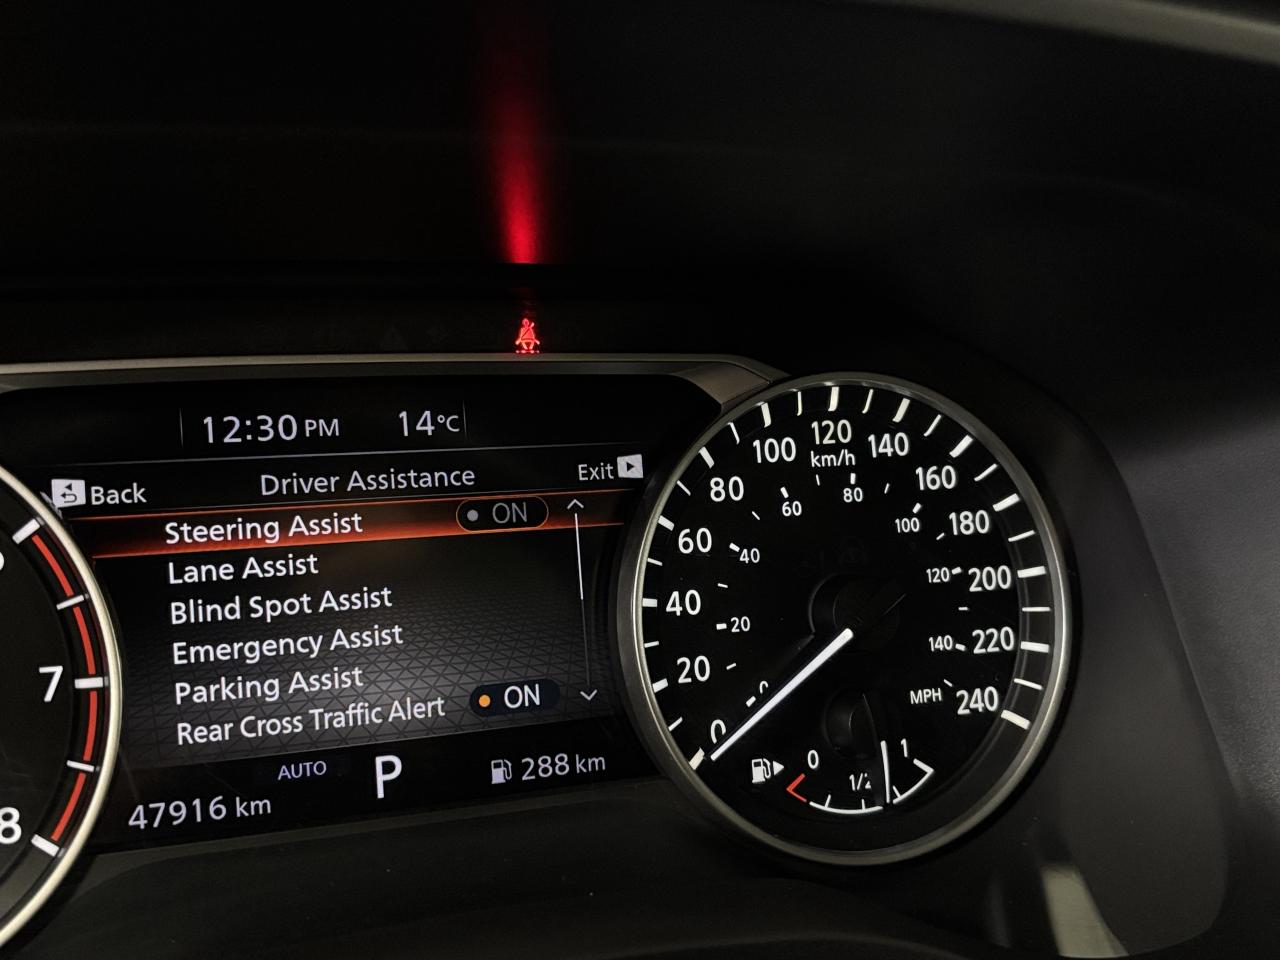 12:30 PM 14°C
Back Driver Assistance Exit
Steering Assist ON
Lane Assist
Blind Spot Assist
Emergency Assist
Parking Assist
Rear Cross Traffic Alert ON
AUTO P 288 km
47916 km
7
8
0
20
40
60
80
100
120
140
160
180
200
220
240
km/h
0
20
40
60
80
100
120
140
MPH
0
1/2
1